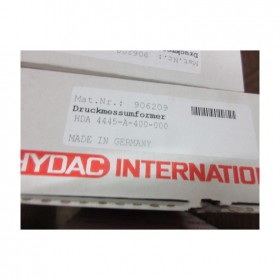 Mat.Nr.: 906209
Druckmessumformer
HDA 4445-A-400-000
MADE IN GERMANY
HYDAC INTERNATION